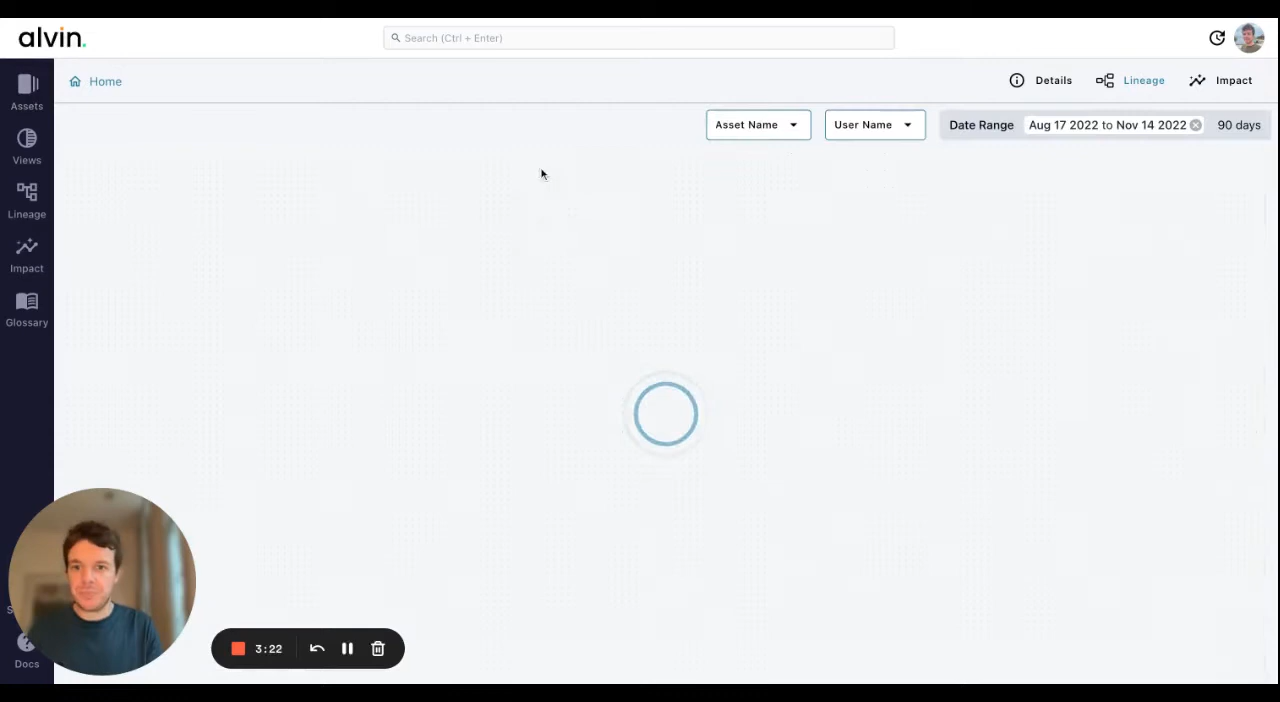 alvin.
Search (Ctrl + Enter)
Home
Details
Lineage
Impact
Asset Name
User Name
Date Range
Aug 17 2022 to Nov 14 2022
90 days
Assets
Views
Lineage
Impact
Glossary
Docs
3:22